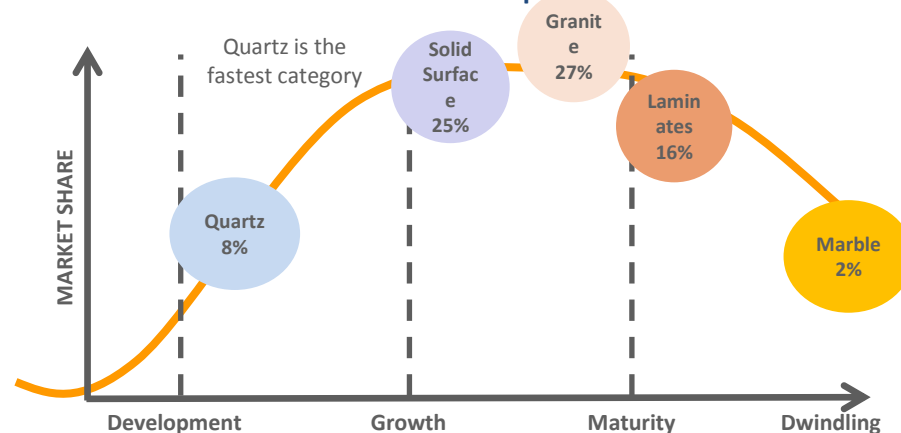 Quartz is the
fastest category
Granit
e
27%
Solid
Surfac
e
25%
Lamin
ates
16%
Quartz
8%
Marble
2%
MARKET SHARE
Development
Growth
Maturity
Dwindling